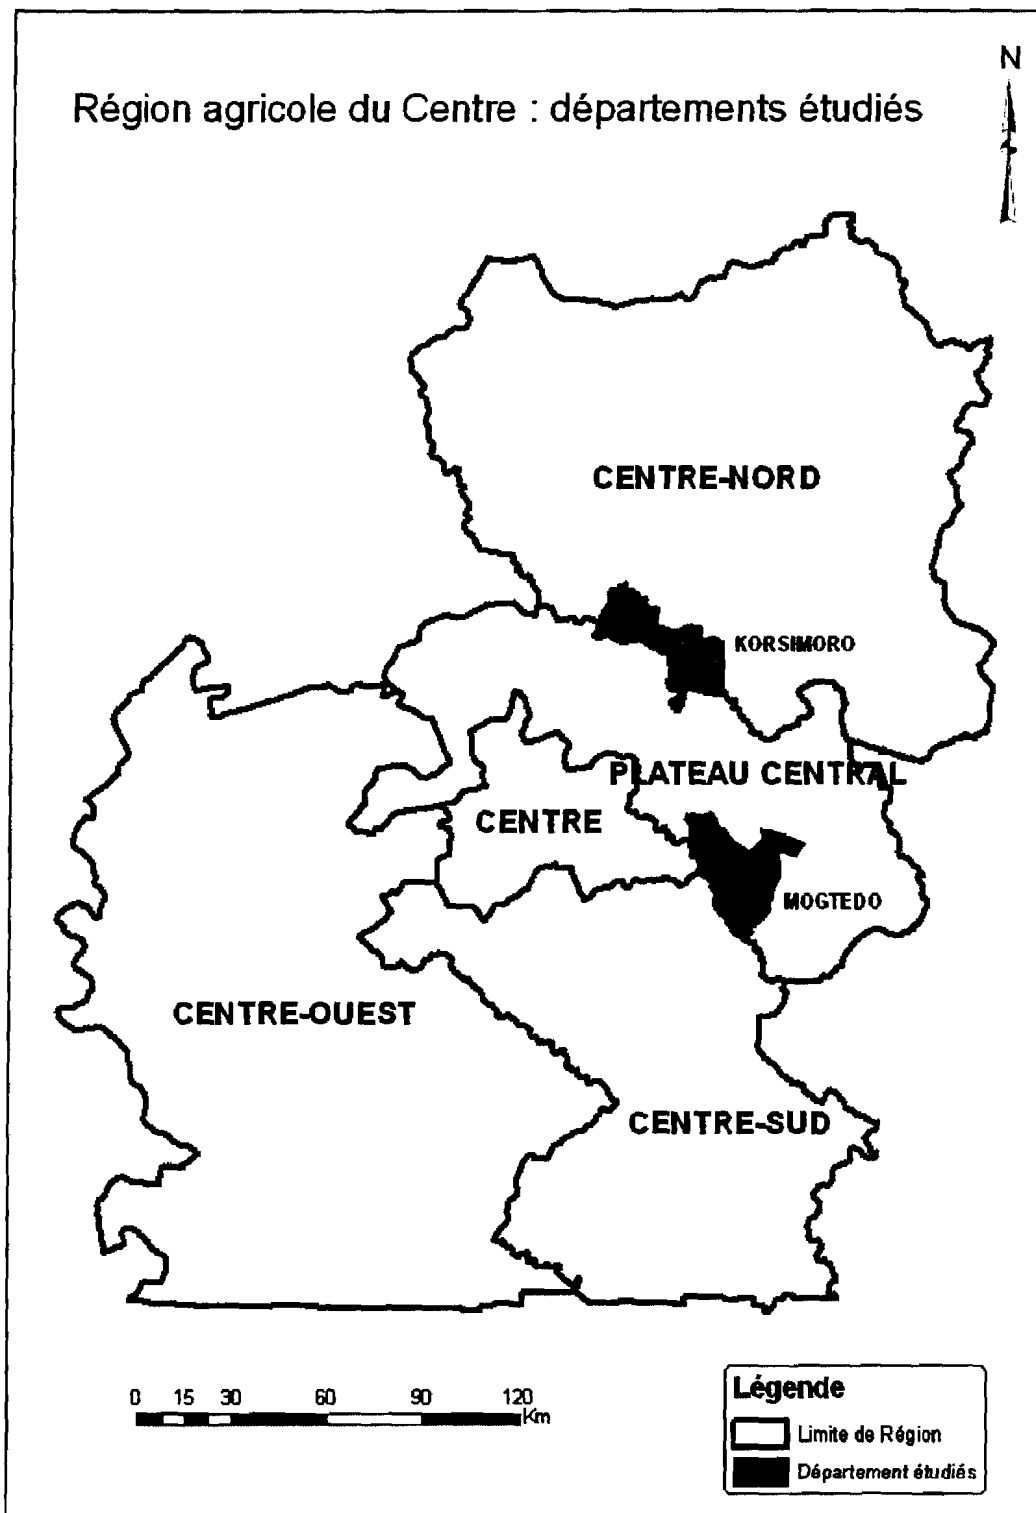 N
Région agricole du Centre : départements étudiés
CENTRE-NORD
KORSIMORO
PLATEAU CENTRAL
CENTRE
MOGTEDO
CENTRE-OUEST
CENTRE-SUD
0 15 30 60 90 120
Km
Légende
Limite de Région
Département étudiés